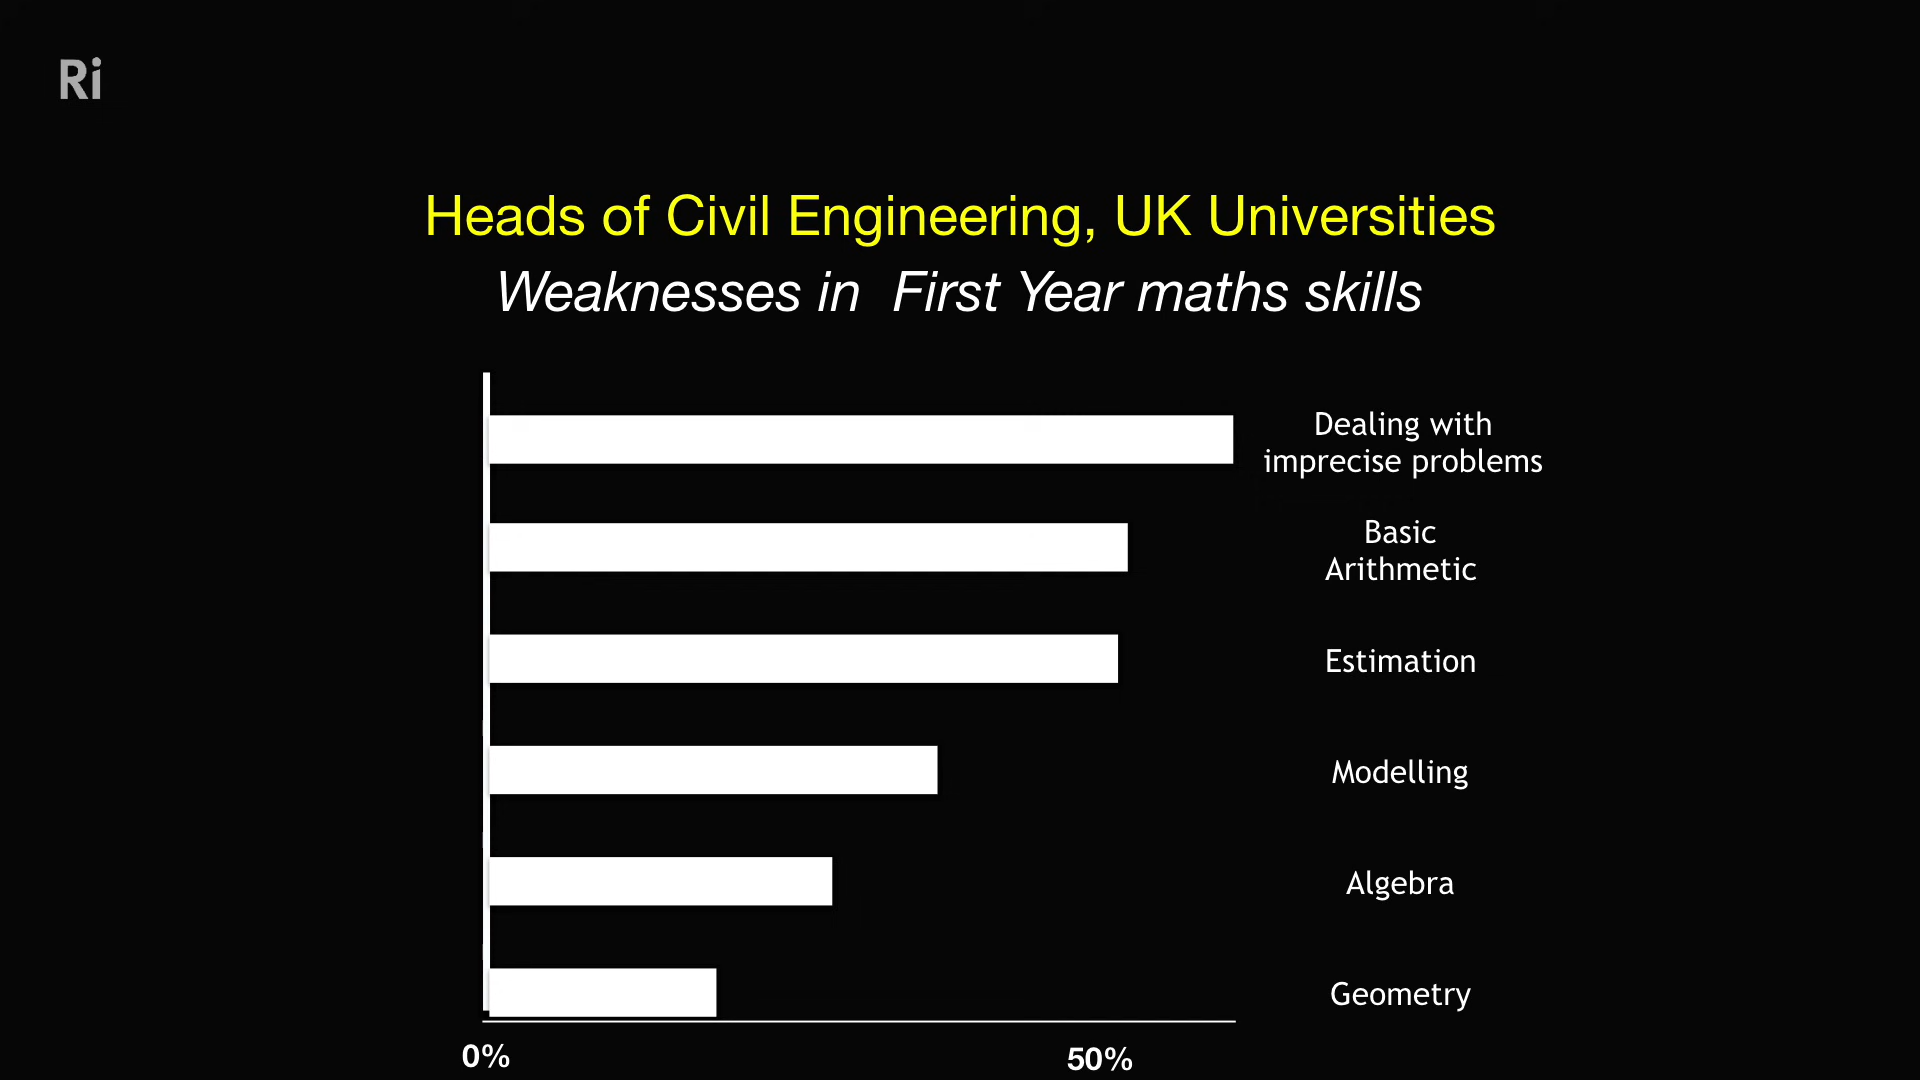 Ri
Heads of Civil Engineering, UK Universities
Weaknesses in  First Year maths skills
Dealing with
imprecise problems
Basic
Arithmetic
Estimation
Modelling
Algebra
Geometry
0%
50%